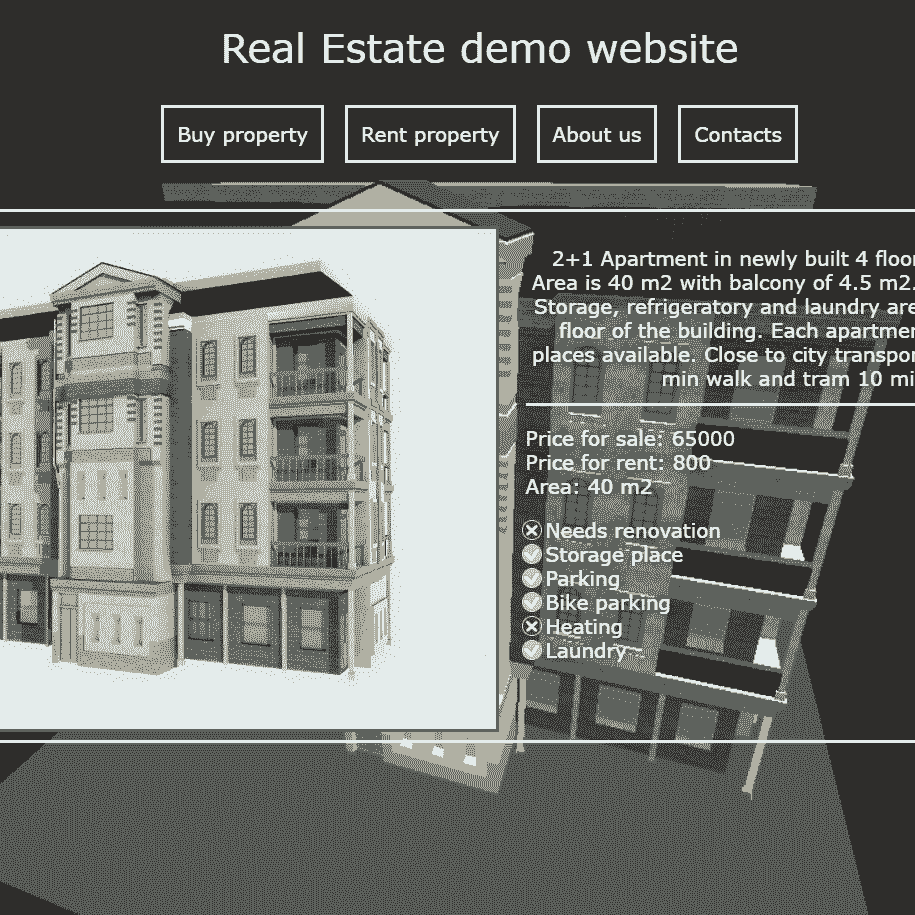 Real Estate demo website
Buy property Rent property About us Contacts
2+1 Apartment in newly built 4 floor
Area is 40 m2 with balcony of 4.5 m2.
Storage, refrigeratory and laundry are
floor of the building. Each apartmen
places available. Close to city transpor
min walk and tram 10 mi
Price for sale: 65000
Price for rent: 800
Area: 40 m2
Needs renovation
Storage place
Parking
Bike parking
Heating
Laundry